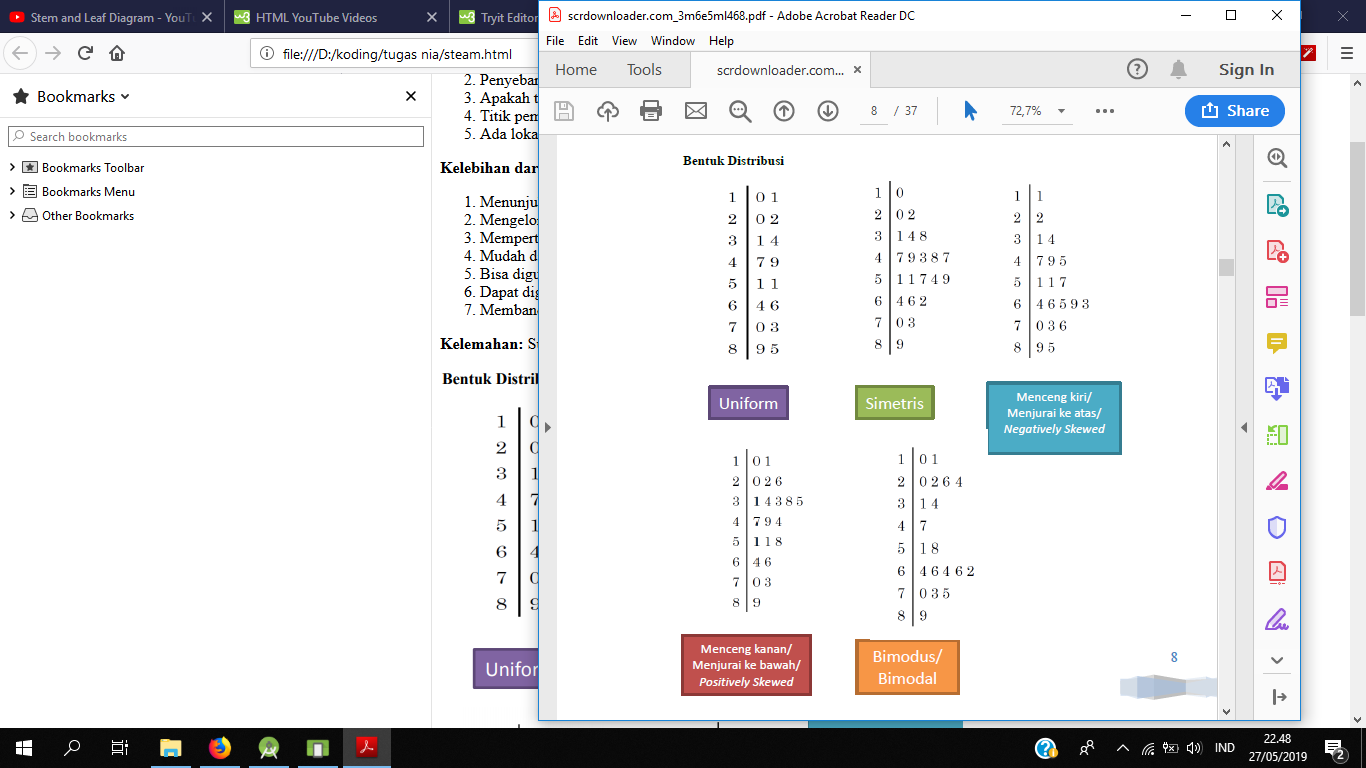 Stem and Leaf Diagram - YouT
HTML YouTube Videos
Tryit Editor
scrdownloader.com_3m6e5ml468.pdf - Adobe Acrobat Reader DC
File Edit View Window Help
file:///D:/koding/tugas nia/steam.html
Home Tools scrdownloader.com... Sign In
8 / 37 72,7% Share
Bookmarks
Search bookmarks
Bookmarks Toolbar
Bookmarks Menu
Other Bookmarks
2. Penyebar
3. Apakah t
4. Titik pem
5. Ada loka
Kelebihan dar
1. Menunju
2. Mengelo
3. Mempert
4. Mudah d
5. Bisa digu
6. Dapat dig
7. Memban
Kelemahan: S
Bentuk Distrib
1
2
3 1
4 7
5 1
6 4
7
8 9
Unifor
Bentuk Distribusi
1 0 1
2 0 2
3 1 4
4 7 9
5 1 1
6 4 6
7 0 3
8 9 5
Uniform
1 0
2 0 2
3 1 4 8
4 7 9 3 8 7
5 1 1 7 4 9
6 4 6 2
7 0 3
8 9
Simetris
1 1
2 2
3 1 4
4 7 9 5
5 1 1 7
6 4 6 5 9 3
7 0 3 6
8 9 5
Menceng kiri/
Menjurai ke atas/
Negatively Skewed
1 0 1
2 0 2 6
3 1 4 3 8 5
4 7 9 4
5 1 1 8
6 4 6
7 0 3
8 9
Menceng kanan/
Menjurai ke bawah/
Positively Skewed
1 0 1
2 0 2 6 4
3 1 4
4 7
5 1 8
6 4 6 4 6 2
7 0 3 5
8 9
Bimodus/
Bimodal
8
IND
22.48
27/05/2019
2